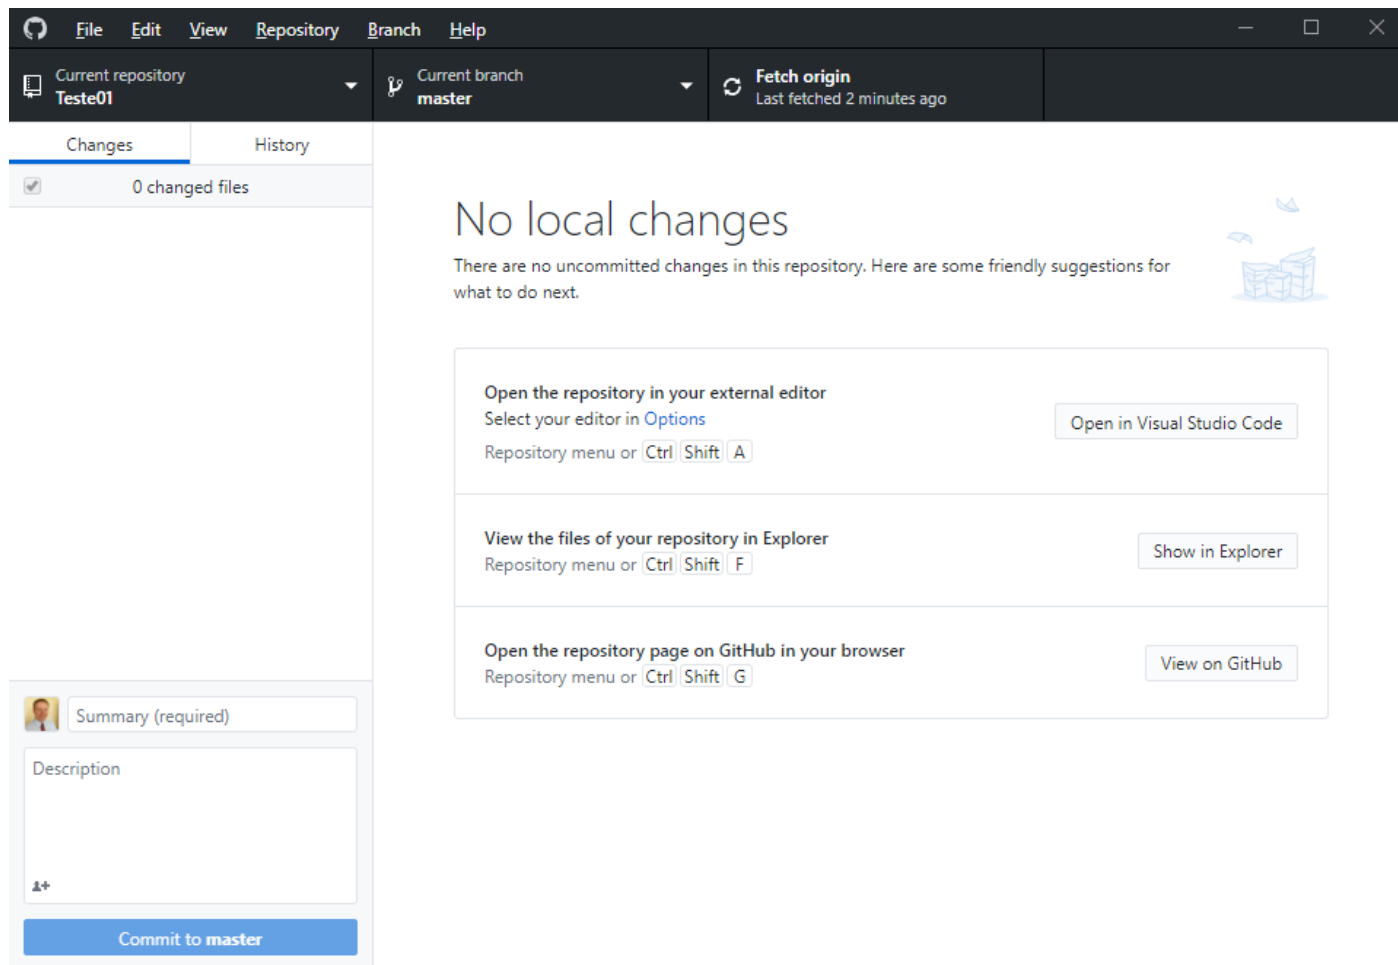 File Edit View Repository Branch Help
Current repository
Teste01
Current branch
master
Fetch origin
Last fetched 2 minutes ago
Changes
History
0 changed files
No local changes
There are no uncommitted changes in this repository. Here are some friendly suggestions for
what to do next.
Open the repository in your external editor
Select your editor in Options
Repository menu or Ctrl Shift A
Open in Visual Studio Code
View the files of your repository in Explorer
Repository menu or Ctrl Shift F
Show in Explorer
Open the repository page on GitHub in your browser
Repository menu or Ctrl Shift G
View on GitHub
Summary (required)
Description
Commit to master